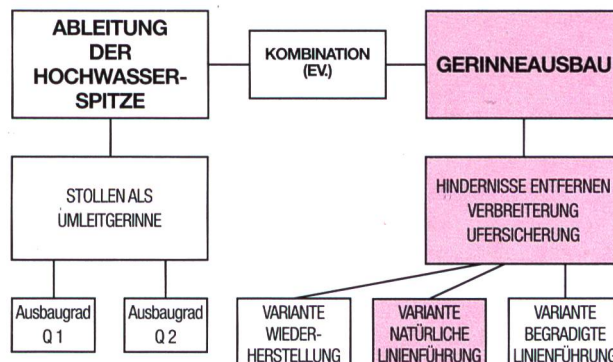 ABLEITUNG
DER
HOCHWASSER-
SPITZE
KOMBINATION
(EV.)
GERINNEAUSBAU
STOLLEN ALS
UMLEITGERINNE
HINDERNISSE ENTFERNEN
VERBREITERUNG
UFERSICHERUNG
Ausbaugrad
Q 1
Ausbaugrad
Q 2
VARIANTE
WIEDER-
HERSTELLUNG
VARIANTE
NATÜRLICHE
LINIENFÜHRUNG
VARIANTE
BEGRADIGTE
LINIENFÜHRUNG